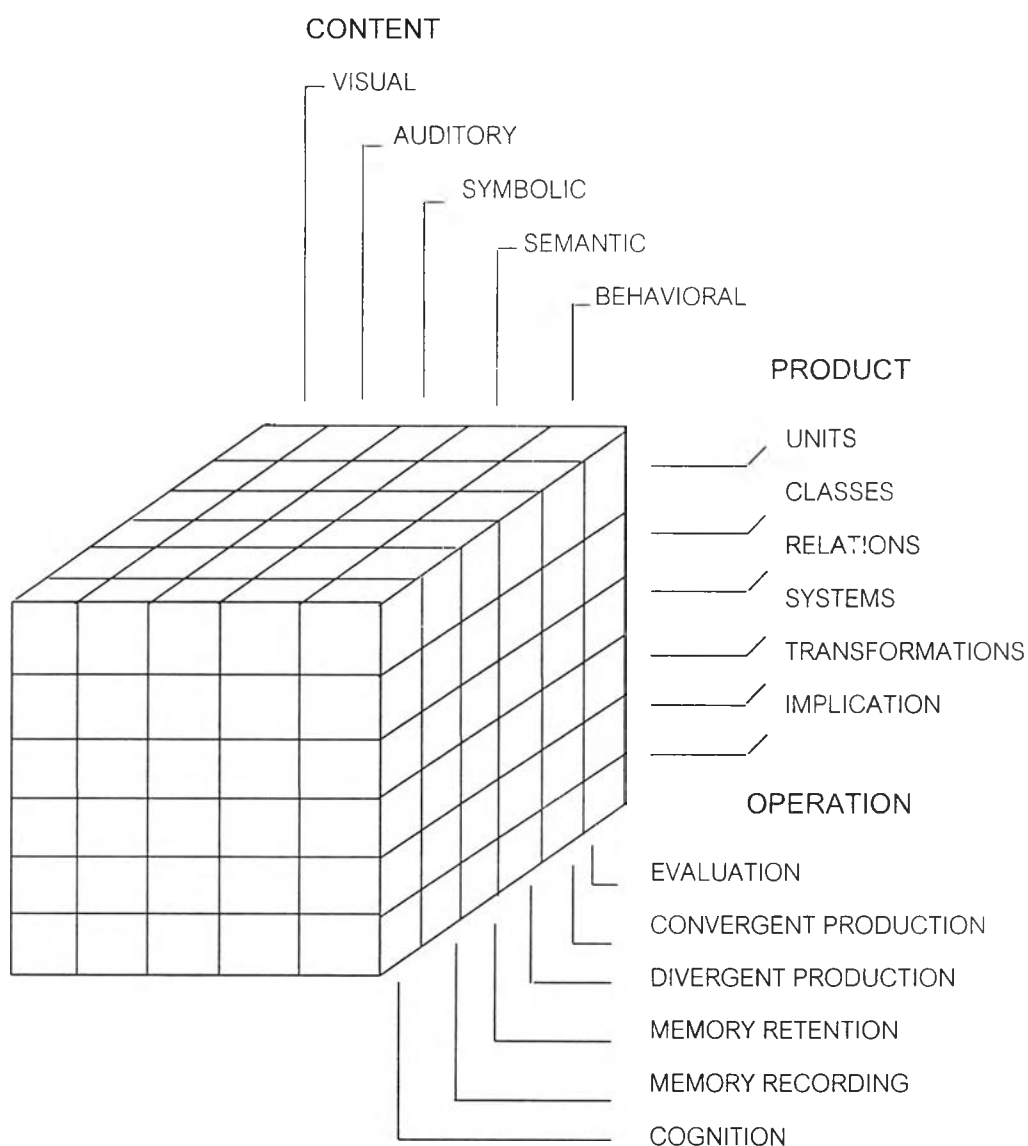 CONTENT
VISUAL
AUDITORY
SYMBOLIC
SEMANTIC
BEHAVIORAL
PRODUCT
UNITS
CLASSES
RELATIONS
SYSTEMS
TRANSFORMATIONS
IMPLICATION
OPERATION
EVALUATION
CONVERGENT PRODUCTION
DIVERGENT PRODUCTION
MEMORY RETENTION
MEMORY RECORDING
COGNITION